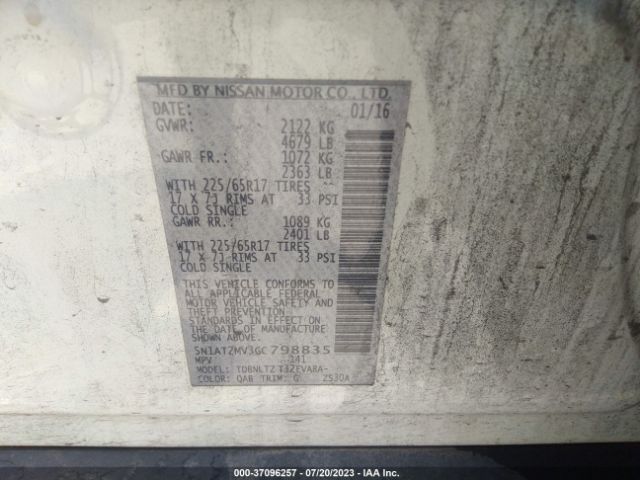 MFD BY NISSAN MOTOR CO., LTD.
DATE: 01/16
GVWR: 2122 KG
4679 LB
GAWR FR.: 1072 KG
2363 LB
WITH 225/65R17 TIRES
17 X 7J RIMS AT 33 PSI
COLD SINGLE
GAWR RR.: 1089 KG
2401 LB
WITH 225/65R17 TIRES
17 X 7J RIMS AT 33 PSI
COLD SINGLE
THIS VEHICLE CONFORMS TO
ALL APPLICABLE FEDERAL
MOTOR VEHICLE SAFETY AND
THEFT PREVENTION
STANDARDS IN EFFECT ON
THE DATE OF MANUFACTURE
SHOWN ABOVE.
5N1AT2MV3GC798835
MPV 141
MODEL: TDBNLTZ T32EVARA-
COLOR: QAB TRIM: G 2530A
000-37096257 - 07/20/2023 - IAA Inc.